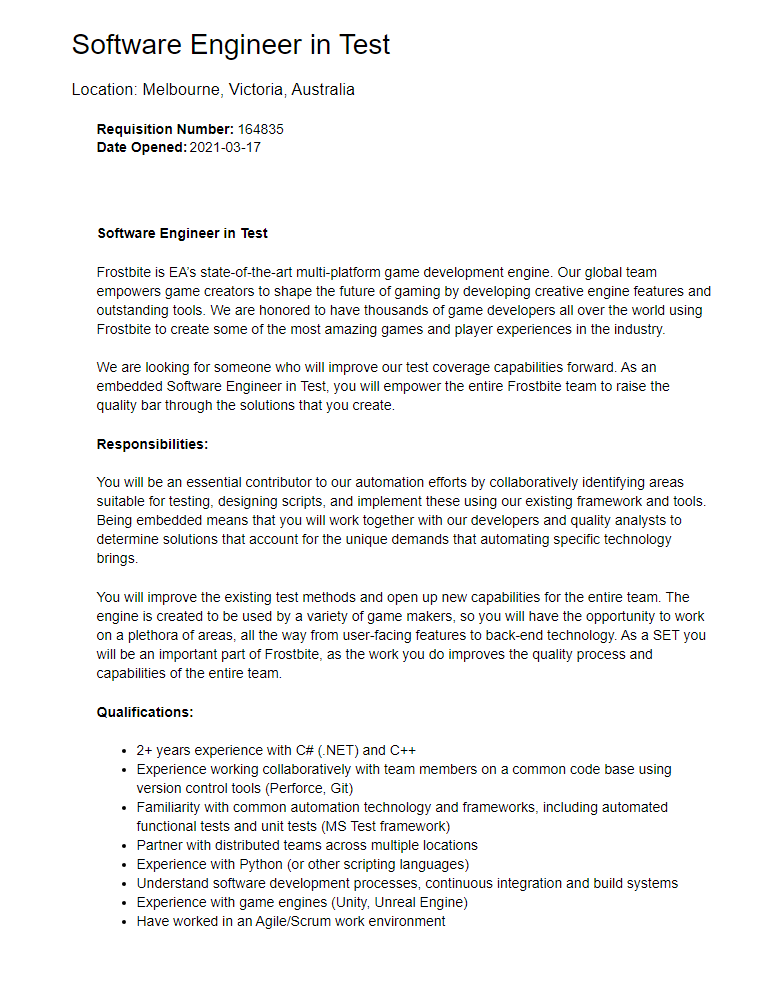 Software Engineer in Test
Location: Melbourne, Victoria, Australia
Requisition Number: 164835
Date Opened: 2021-03-17
Software Engineer in Test
Frostbite is EA's state-of-the-art multi-platform game development engine. Our global team
empowers game creators to shape the future of gaming by developing creative engine features and
outstanding tools. We are honored to have thousands of game developers all over the world using
Frostbite to create some of the most amazing games and player experiences in the industry.
We are looking for someone who will improve our test coverage capabilities forward. As an
embedded Software Engineer in Test, you will empower the entire Frostbite team to raise the
quality bar through the solutions that you create.
Responsibilities:
You will be an essential contributor to our automation efforts by collaboratively identifying areas
suitable for testing, designing scripts, and implement these using our existing framework and tools.
Being embedded means that you will work together with our developers and quality analysts to
determine solutions that account for the unique demands that automating specific technology
brings.
You will improve the existing test methods and open up new capabilities for the entire team. The
engine is created to be used by a variety of game makers, so you will have the opportunity to work
on a plethora of areas, all the way from user-facing features to back-end technology. As a SET you
will be an important part of Frostbite, as the work you do improves the quality process and
capabilities of the entire team.
Qualifications:
• 2+ years experience with C# (.NET) and C++
• Experience working collaboratively with team members on a common code base using
version control tools (Perforce, Git)
• Familiarity with common automation technology and frameworks, including automated
functional tests and unit tests (MS Test framework)
• Partner with distributed teams across multiple locations
• Experience with Python (or other scripting languages)
• Understand software development processes, continuous integration and build systems
• Experience with game engines (Unity, Unreal Engine)
• Have worked in an Agile/Scrum work environment